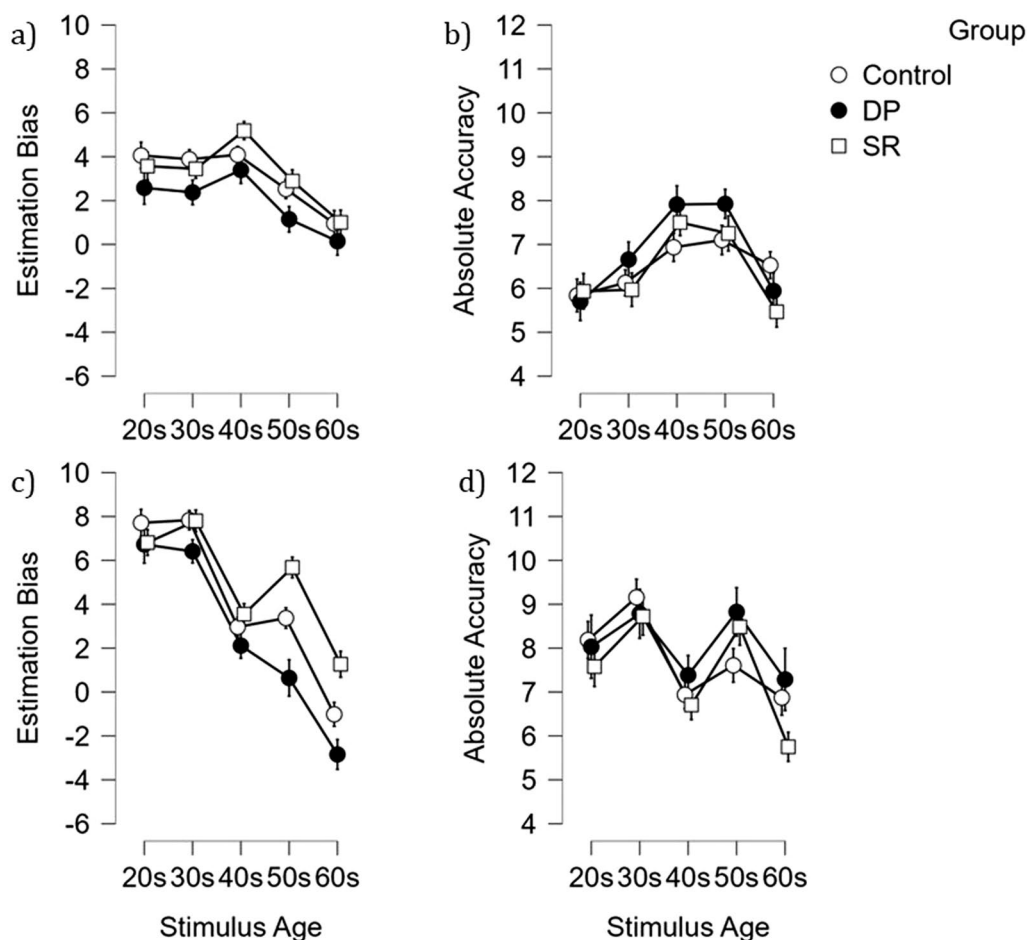 a)
Estimation Bias
10
8
6
4
2
0
-2
-4
-6
20s 30s 40s 50s 60s
b)
Absolute Accuracy
12
11
10
9
8
7
6
5
4
20s 30s 40s 50s 60s
Group
Control
DP
SR
c)
Estimation Bias
10
8
6
4
2
0
-2
-4
-6
20s 30s 40s 50s 60s
Stimulus Age
d)
Absolute Accuracy
12
11
10
9
8
7
6
5
4
20s 30s 40s 50s 60s
Stimulus Age